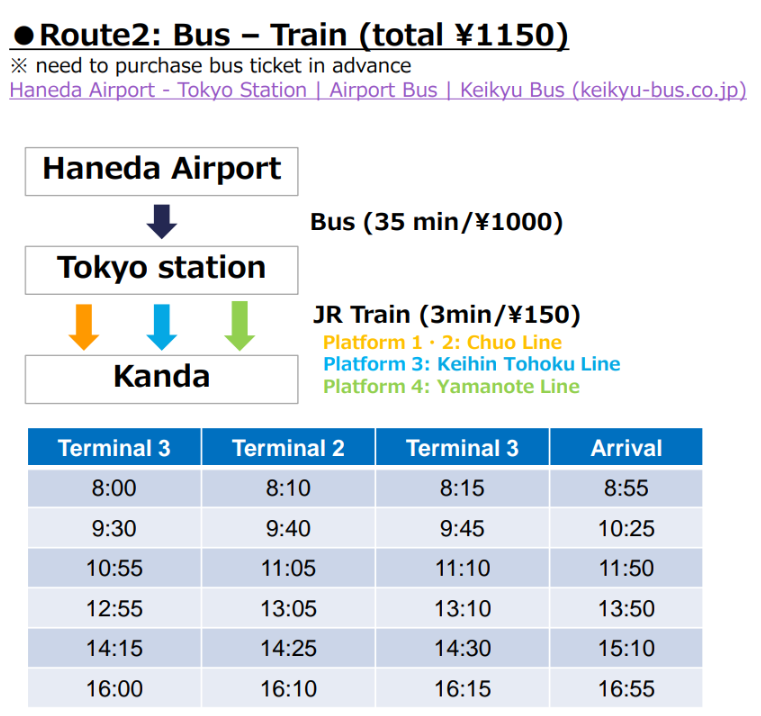 ●Route2: Bus – Train (total ¥1150)
※ need to purchase bus ticket in advance
Haneda Airport - Tokyo Station | Airport Bus | Keikyu Bus (keikyu-bus.co.jp)
Haneda Airport
Bus (35 min/¥1000)
Tokyo station
JR Train (3min/¥150)
Platform 1・2: Chuo Line
Platform 3: Keihin Tohoku Line
Platform 4: Yamanote Line
Kanda
Terminal 3 Terminal 2 Terminal 3 Arrival
8:00 8:10 8:15 8:55
9:30 9:40 9:45 10:25
10:55 11:05 11:10 11:50
12:55 13:05 13:10 13:50
14:15 14:25 14:30 15:10
16:00 16:10 16:15 16:55